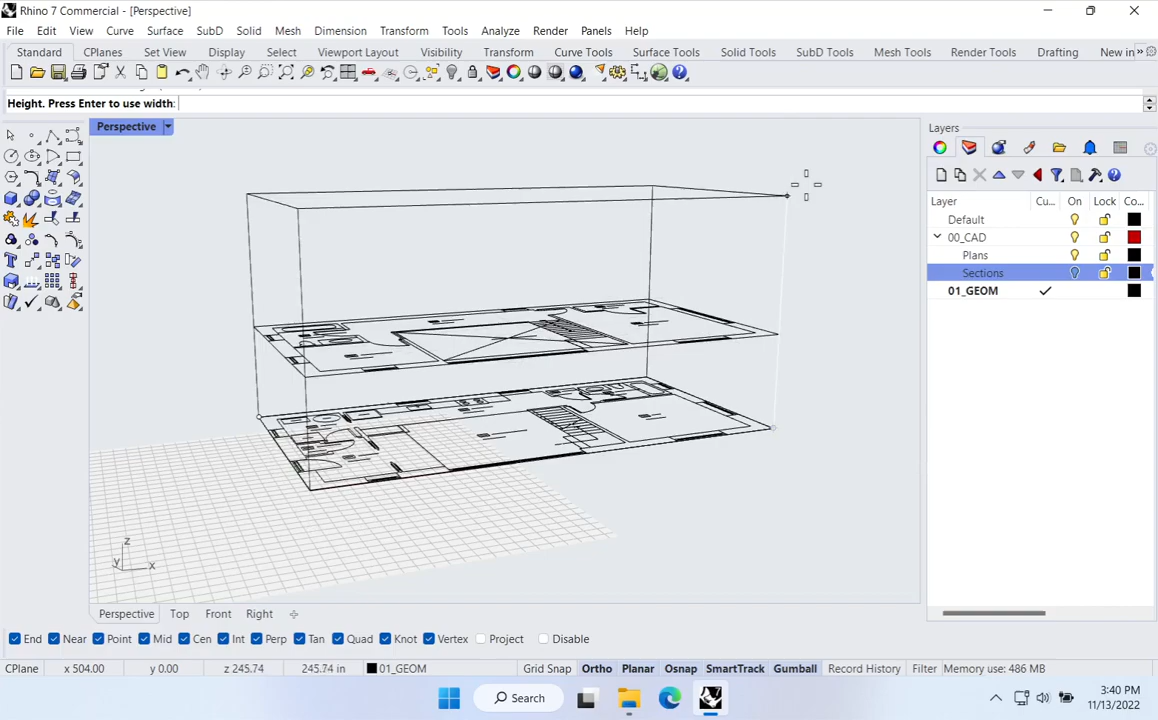 Rhino 7 Commercial - [Perspective]
File Edit View Curve Surface SubD Solid Mesh Dimension Transform Tools Analyze Render Panels Help
Standard CPlanes Set View Display Select Viewport Layout Visibility Transform Curve Tools Surface Tools Solid Tools SubD Tools Mesh Tools Render Tools Drafting New in
Height. Press Enter to use width:
Perspective
Layers
Layer Cu... On Lock Co...
Default
00_CAD
Plans
Sections
01_GEOM
z
y x
Perspective Top Front Right
End Near Point Mid Cen Int Perp Tan Quad Knot Vertex Project Disable
CPlane x 504.00 y 0.00 z 245.74 245.74 in 01_GEOM Grid Snap Ortho Planar Osnap SmartTrack Gumball Record History Filter Memory use: 486 MB
Search
3:40 PM
11/13/2022